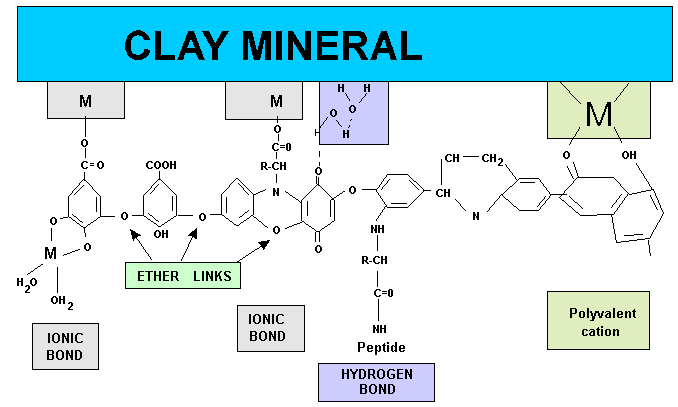 CLAY MINERAL
M M H H M
O O O
H H
O
C=O C=O
COOH R-CH O O OH
N O CH CH2
O O O CH N
O OH O NH
M O O
H2O ETHER LINKS R-CH
OH2
C=O
IONIC BOND
IONIC BOND
NH
Peptide
HYDROGEN
BOND
Polyvalent
cation